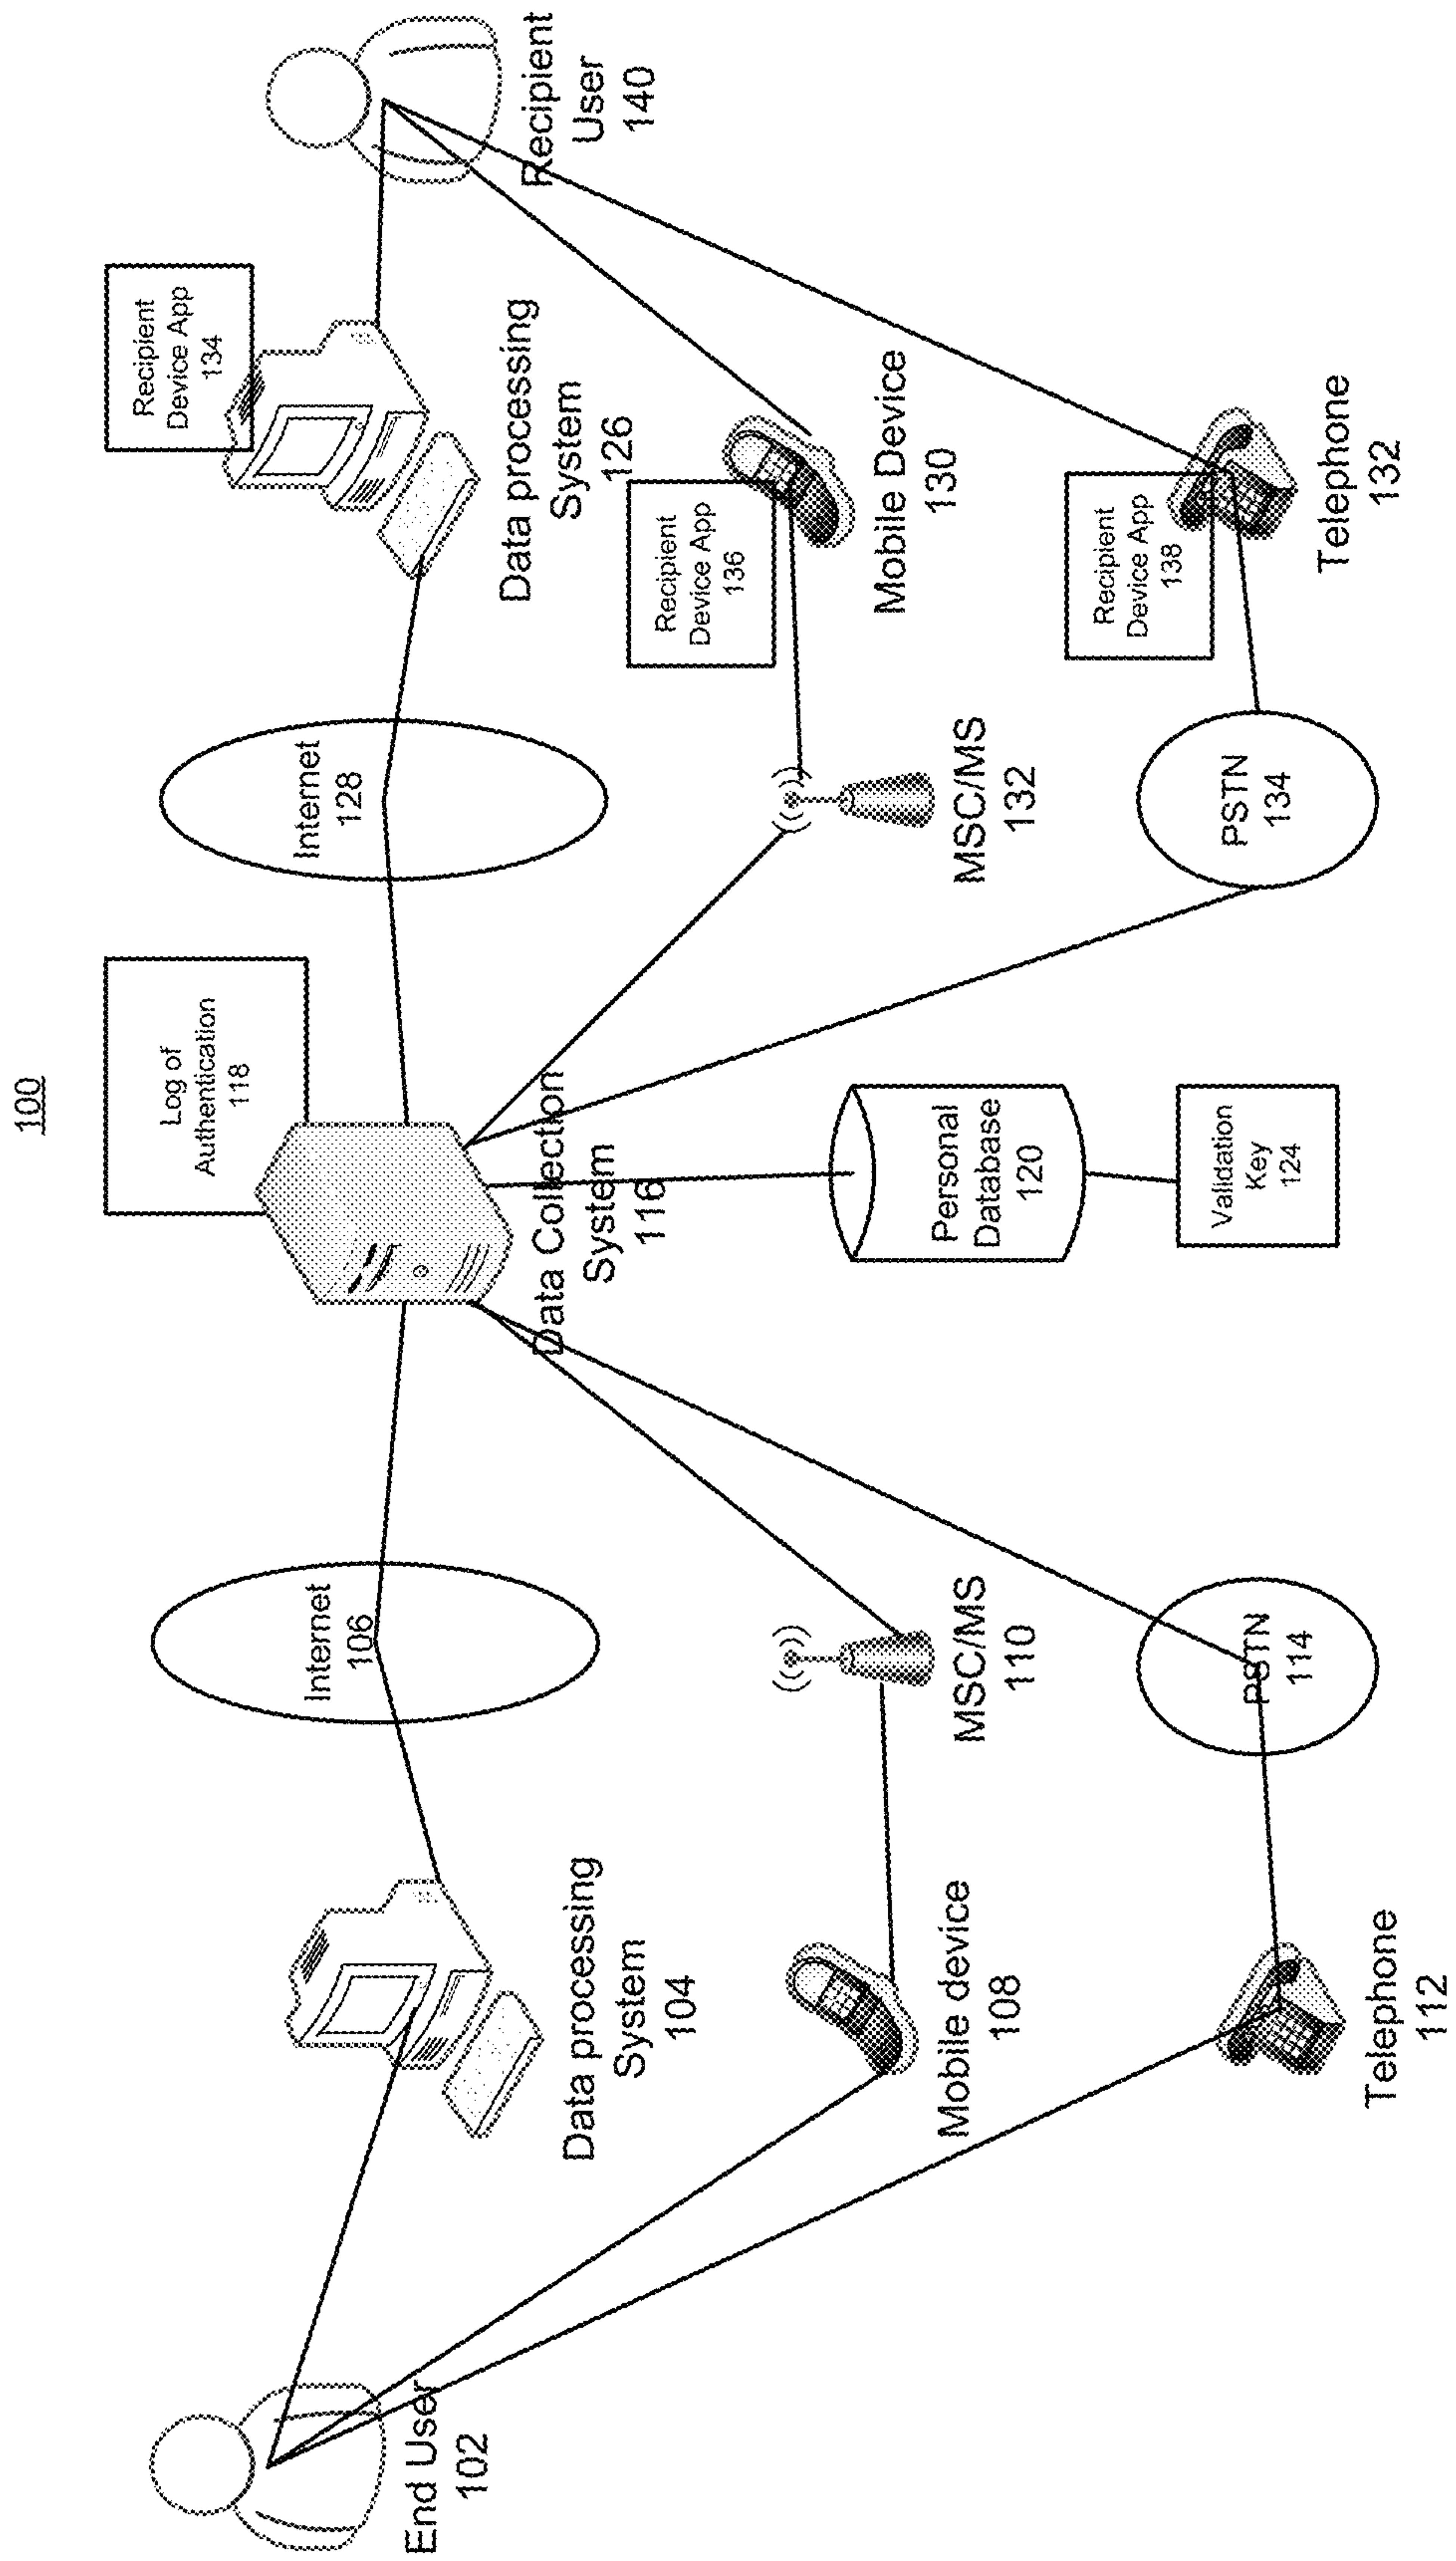 100
End User
102
Data processing
System
104
Mobile device
108
Telephone
112
Internet
106
MSC/MS
110
PSTN
114
Log of
Authentication
118
Data Collection
System
116
Personal
Database
120
Validation
Key
124
Internet
128
MSC/MS
132
PSTN
134
Recipient
Device App
134
Data processing
System
126
Recipient
Device App
136
Mobile Device
130
Recipient
Device App
138
Telephone
132
Recipient
User
140